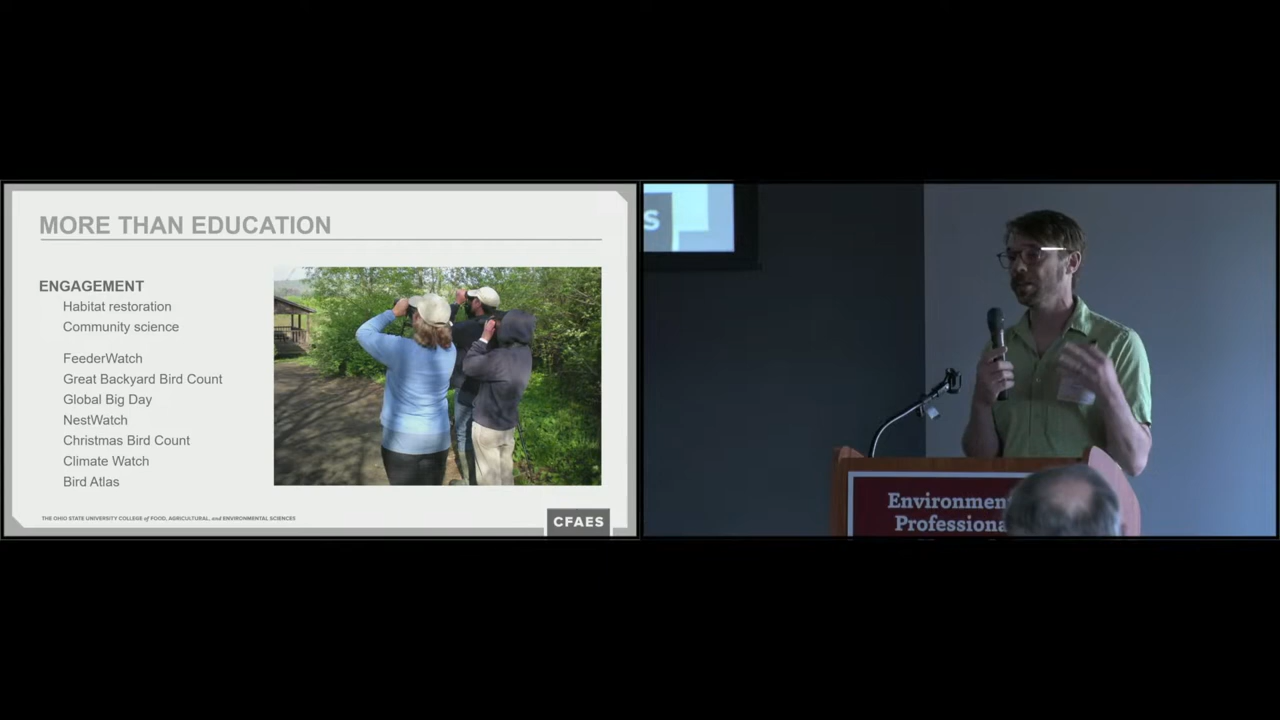 MORE THAN EDUCATION
ENGAGEMENT
Habitat restoration
Community science
FeederWatch
Great Backyard Bird Count
Global Big Day
NestWatch
Christmas Bird Count
Climate Watch
Bird Atlas
THE OHIO STATE UNIVERSITY COLLEGE of FOOD, AGRICULTURAL, and ENVIRONMENTAL SCIENCES
CFAES
S
Environmen
Professiona